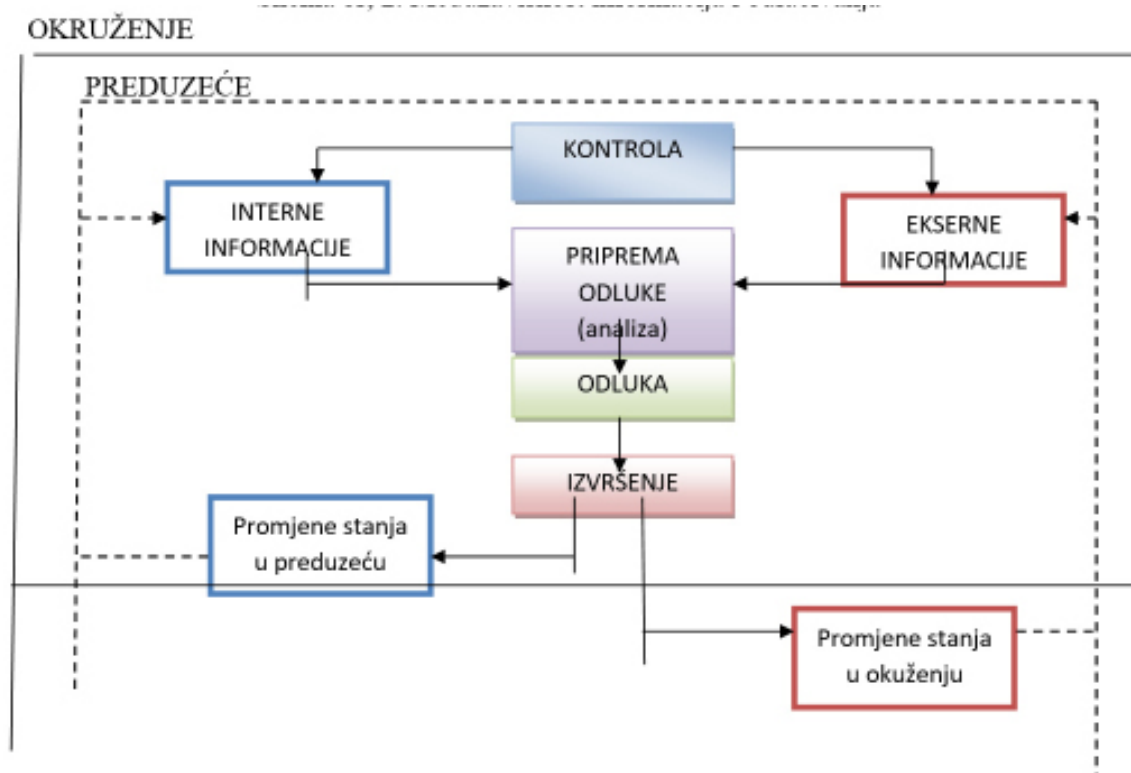 OKRUŽENJE
PREDUZEĆE
KONTROLA
INTERNE
INFORMACIJE
EKSERNE
INFORMACIJE
PRIPREMA
ODLUKE
(analiza)
ODLUKA
IZVRŠENJE
Promjene stanja
u preduzeću
Promjene stanja
u okuženju